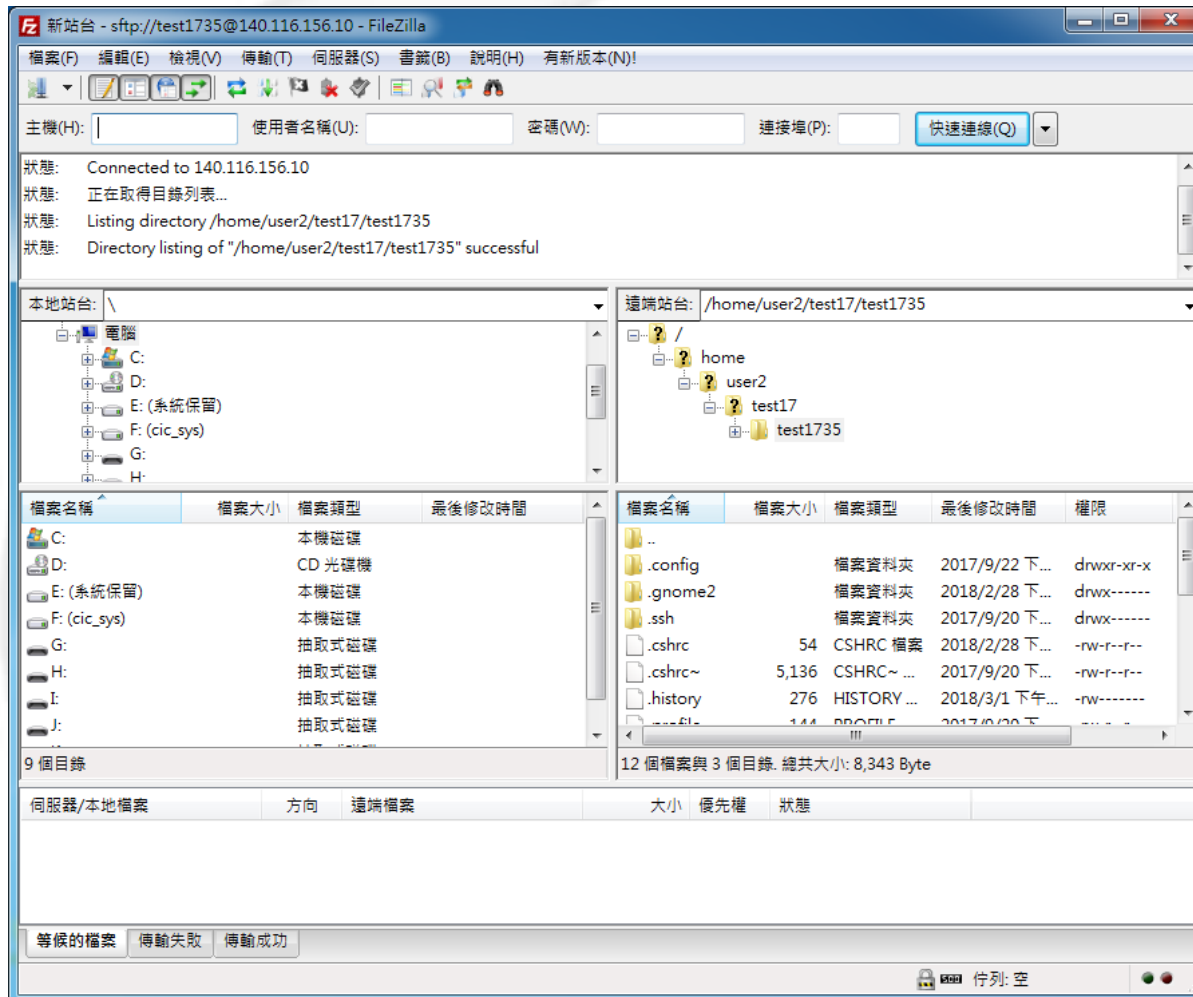 新站台 - sftp://test1735@140.116.156.10 - FileZilla
檔案(F) 編輯(E) 檢視(V) 傳輸(T) 伺服器(S) 書籤(B) 說明(H) 有新版本(N)!
主機(H): 使用者名稱(U): 密碼(W): 連接埠(P): 快速連線(Q)
狀態: Connected to 140.116.156.10
狀態: 正在取得目錄列表...
狀態: Listing directory /home/user2/test17/test1735
狀態: Directory listing of "/home/user2/test17/test1735" successful
本地站台: \
電腦
C:
D:
E: (系統保留)
F: (cic_sys)
G:
H:
遠端站台: /home/user2/test17/test1735
/
home
user2
test17
test1735
檔案名稱 檔案大小 檔案類型 最後修改時間
C: 本機磁碟
D: CD 光碟機
E: (系統保留) 本機磁碟
F: (cic_sys) 本機磁碟
G: 抽取式磁碟
H: 抽取式磁碟
I: 抽取式磁碟
J: 抽取式磁碟
9 個目錄
檔案名稱 檔案大小 檔案類型 最後修改時間 權限
..
.config 檔案資料夾 2017/9/22 下... drwxr-xr-x
.gnome2 檔案資料夾 2018/2/28 下... drwx------
.ssh 檔案資料夾 2017/9/20 下... drwx------
.cshrc 54 CSHRC 檔案 2018/2/28 下... -rw-r--r--
.cshrc~ 5,136 CSHRC~ ... 2017/9/20 下... -rw-r--r--
.history 276 HISTORY ... 2018/3/1 下午... -rw-------
.profile 144 PROFILE 2017/9/20 下...
12 個檔案與 3 個目錄. 總共大小: 8,343 Byte
伺服器/本地檔案 方向 遠端檔案 大小 優先權 狀態
等候的檔案 傳輸失敗 傳輸成功
佇列: 空